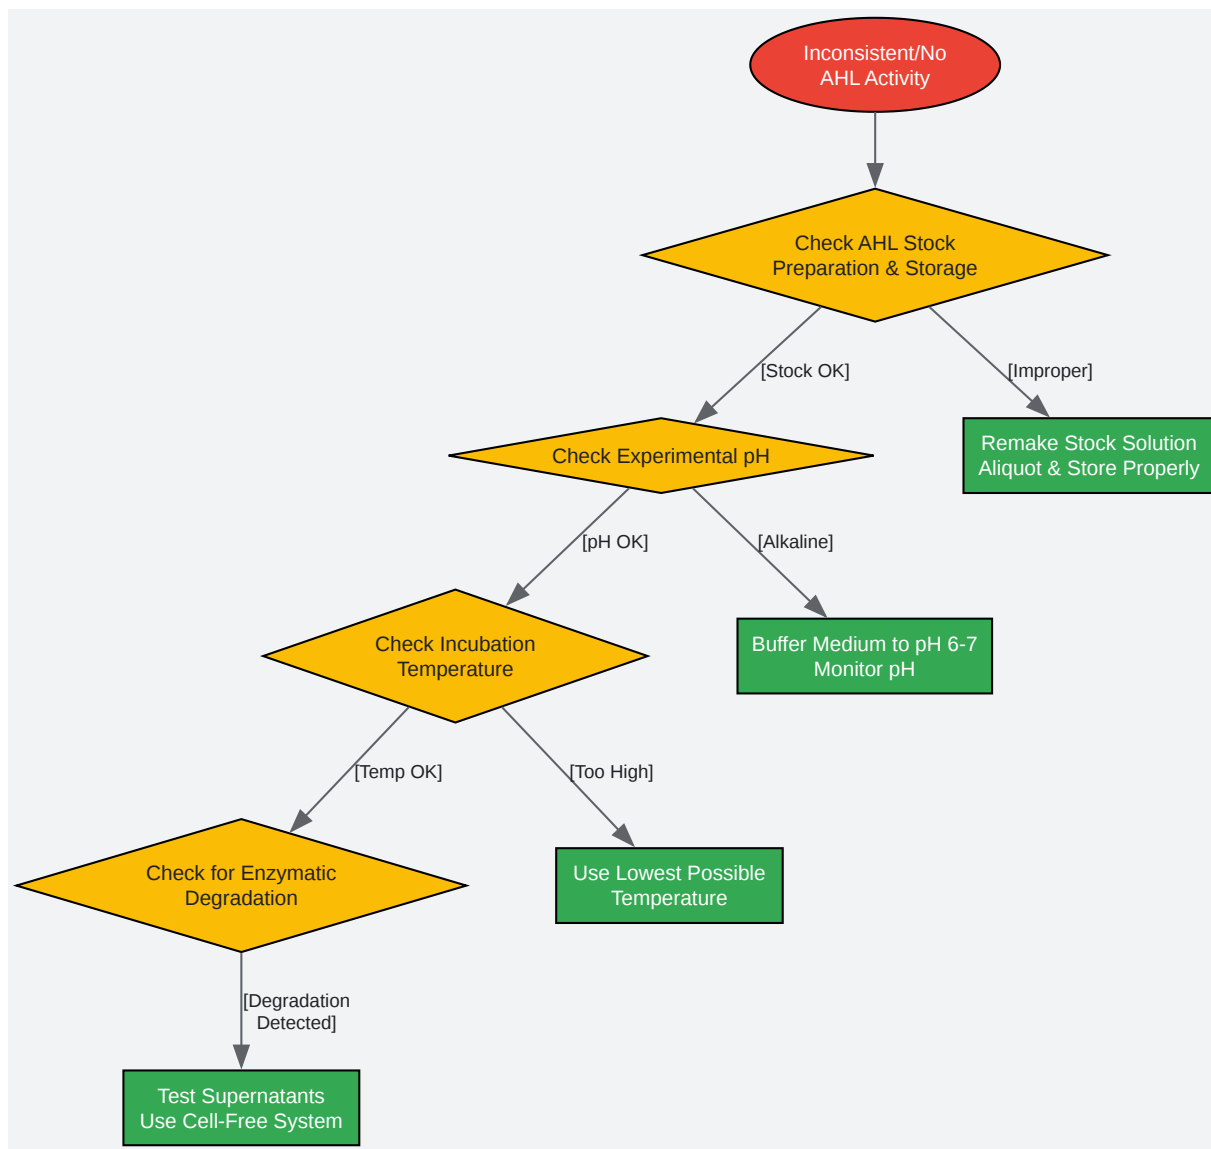 Inconsistent/No
AHL Activity
Check AHL Stock
Preparation & Storage
[Stock OK]
[Improper]
Check Experimental pH
Remake Stock Solution
Aliquot & Store Properly
[pH OK]
[Alkaline]
Check Incubation
Temperature
Buffer Medium to pH 6-7
Monitor pH
[Temp OK]
[Too High]
Check for Enzymatic
Degradation
Use Lowest Possible
Temperature
[Degradation
Detected]
Test Supernatants
Use Cell-Free System